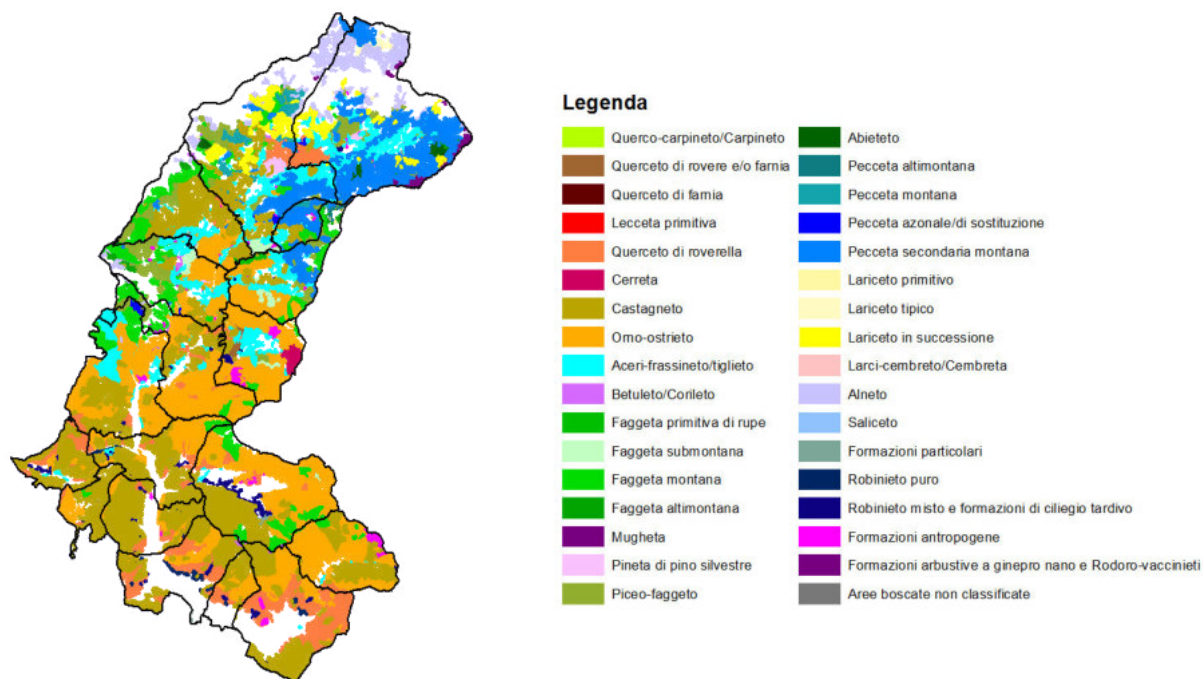 Legenda
Querco-carpineto/Carpineto
Querceto di rovere e/o farnia
Querceto di farnia
Lecceta primitiva
Querceto di roverella
Cerreta
Castagneto
Orno-ostrieto
Aceri-frassineto/tiglieto
Betuleto/Corileto
Faggeta primitiva di rupe
Faggeta submontana
Faggeta montana
Faggeta altimontana
Mugheta
Pineta di pino silvestre
Piceo-faggeto
Abieteto
Pecceta altimontana
Pecceta montana
Pecceta azonale/di sostituzione
Pecceta secondaria montana
Lariceto primitivo
Lariceto tipico
Lariceto in successione
Larci-cembreto/Cembreta
Alneto
Saliceto
Formazioni particolari
Robinieto puro
Robinieto misto e formazioni di ciliegio tardivo
Formazioni antropogene
Formazioni arbustive a ginepro nano e Rodoro-vaccinieti
Aree boscate non classificate